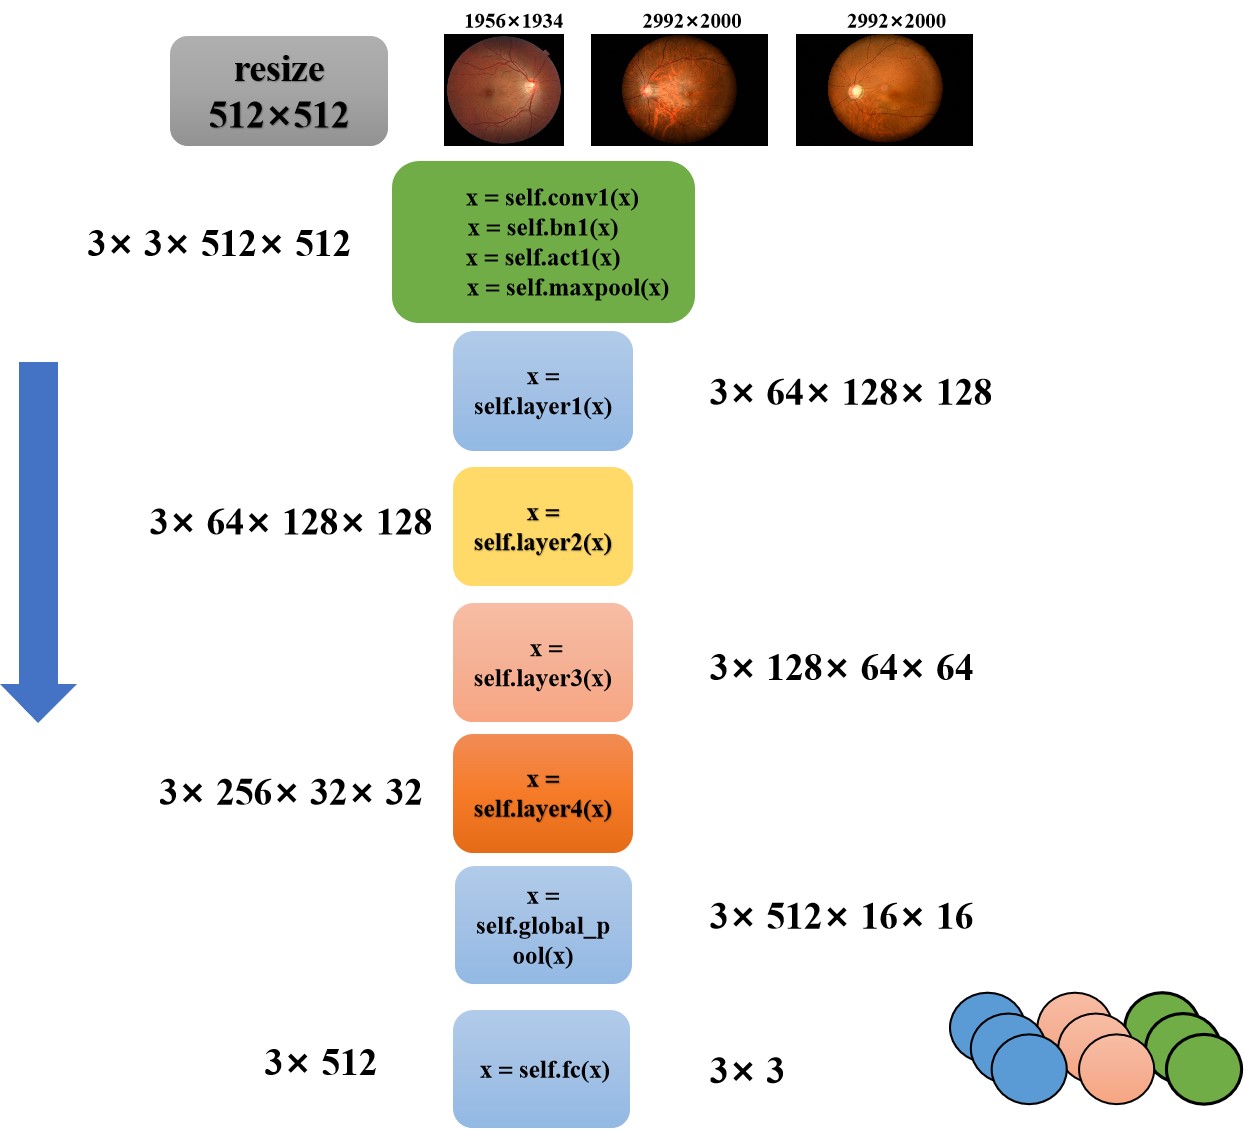 1956×1934
2992×2000
2992×2000
resize
512×512
x = self.conv1(x)
x = self.bn1(x)
x = self.act1(x)
x = self.maxpool(x)
3× 3× 512× 512
x =
self.layer1(x)
3× 64× 128× 128
3× 64× 128× 128
x =
self.layer2(x)
x =
self.layer3(x)
3× 128× 64× 64
3× 256× 32× 32
x =
self.layer4(x)
x =
self.global_p
ool(x)
3× 512× 16× 16
3× 512
x = self.fc(x)
3× 3